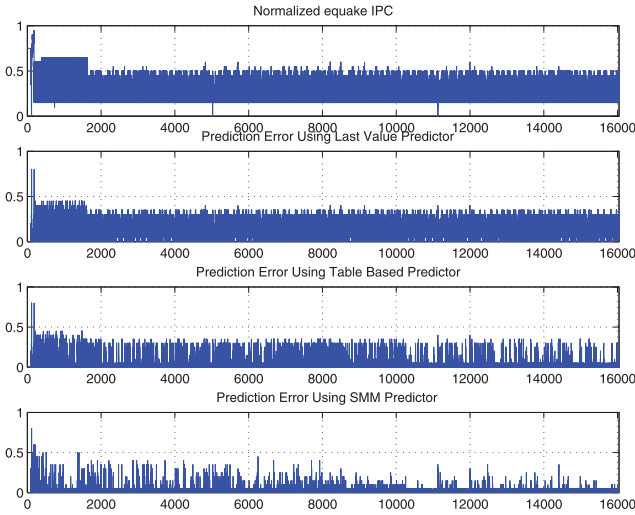 Normalized equake IPC
1
0.5
0
0 2000 4000 6000 8000 10000 12000 14000 16000
Prediction Error Using Last Value Predictor
1
0.5
0
0 2000 4000 6000 8000 10000 12000 14000 16000
Prediction Error Using Table Based Predictor
1
0.5
0
0 2000 4000 6000 8000 10000 12000 14000 16000
Prediction Error Using SMM Predictor
1
0.5
0
0 2000 4000 6000 8000 10000 12000 14000 16000